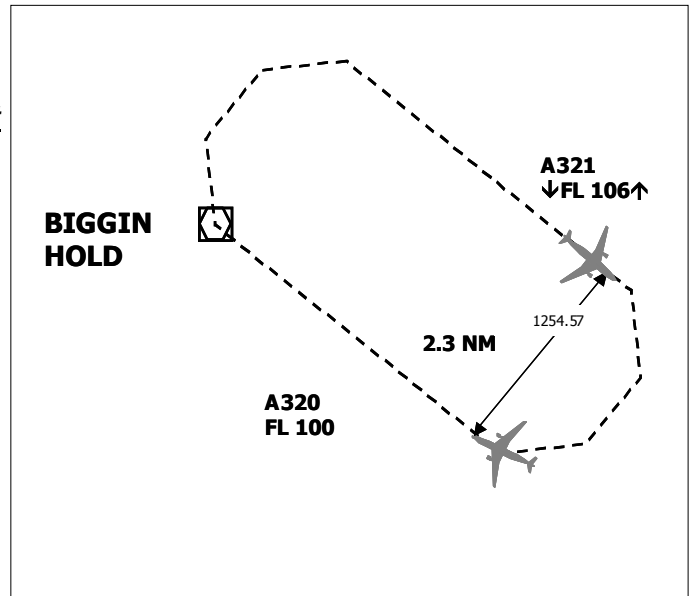 A321
↓FL 106↑
BIGGIN
HOLD
1254.57
2.3 NM
A320
FL 100